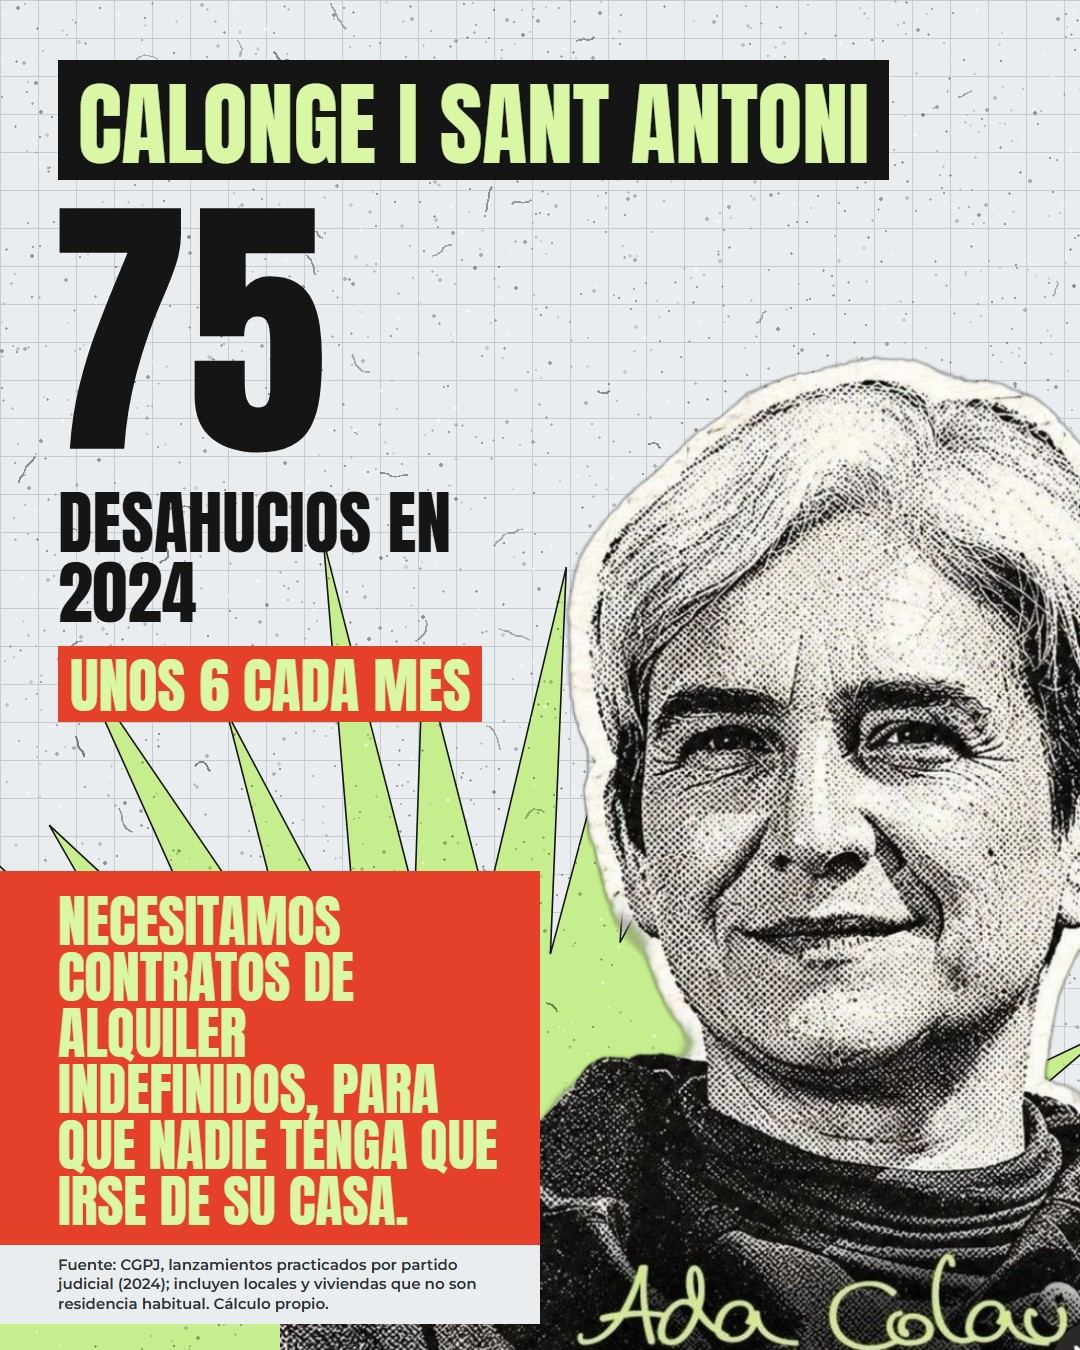 CALONGE I SANT ANTONI
75
DESAHUCIOS EN
2024
UNOS 6 CADA MES
NECESITAMOS
CONTRATOS DE
ALQUILER
INDEFINIDOS, PARA
QUE NADIE TENGA QUE
IRSE DE SU CASA.
Fuente: CGPJ, lanzamientos practicados por partido
judicial (2024); incluyen locales y viviendas que no son
residencia habitual. Cálculo propio.
Ada Colau